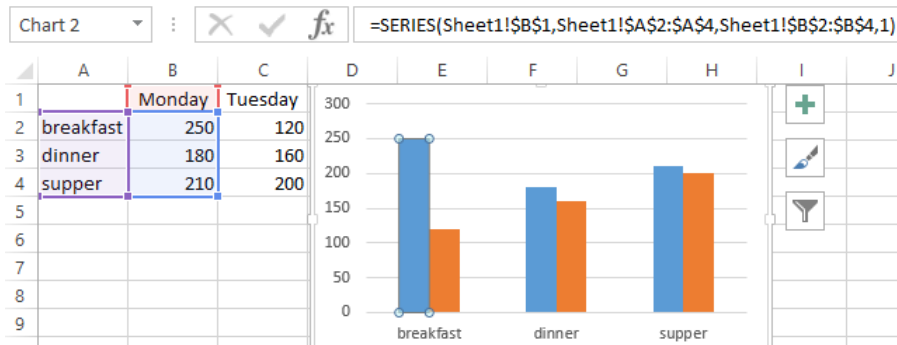 Chart 2 fx =SERIES(Sheet1!$B$1,Sheet1!$A$2:$A$4,Sheet1!$B$2:$B$4,1)
A B C D E F G H I J
1 Monday Tuesday
2 breakfast 250 120
3 dinner 180 160
4 supper 210 200
5
6
7
8
9
300
250
200
150
100
50
0
breakfast dinner supper